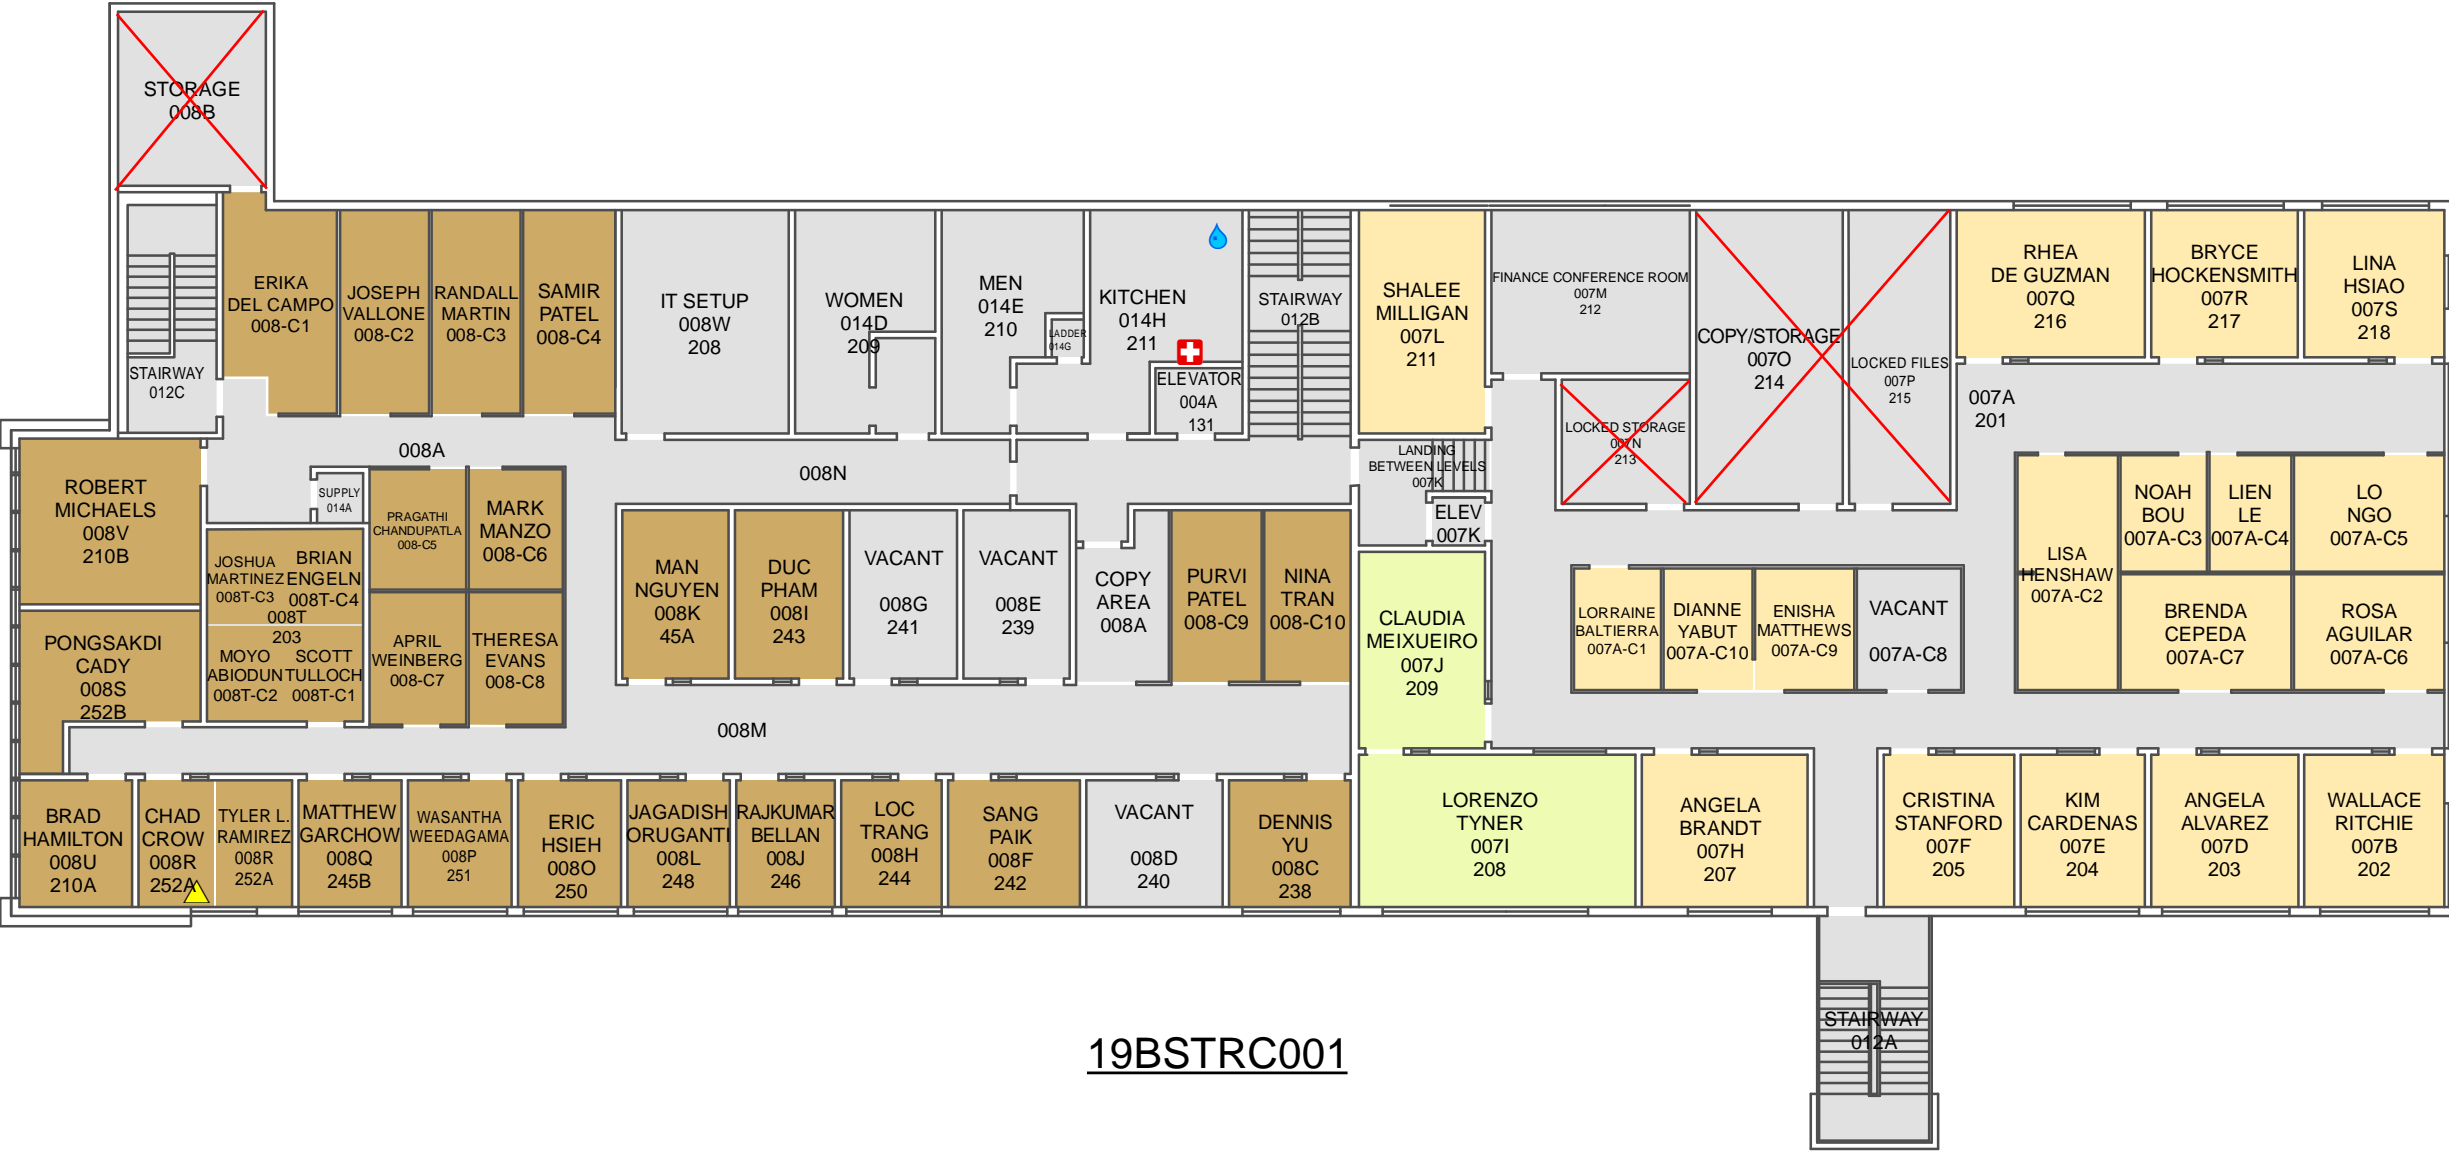 STORAGE
008B
STAIRWAY
012C
ERIKA
DEL CAMPO
008-C1
JOSEPH
VALLONE
008-C2
RANDALL
MARTIN
008-C3
SAMIR
PATEL
008-C4
IT SETUP
008W
208
WOMEN
014D
209
MEN
014E
210
LADDER
014G
KITCHEN
014H
211
ELEVATOR
004A
131
STAIRWAY
012B
SHALEE
MILLIGAN
007L
211
FINANCE CONFERENCE ROOM
007M
212
LOCKED STORAGE
007N
213
COPY/STORAGE
007O
214
LOCKED FILES
007P
215
RHEA
DE GUZMAN
007Q
216
BRYCE
HOCKENSMITH
007R
217
LINA
HSIAO
007S
218
007A
201
008A
008N
LANDING
BETWEEN LEVELS
007K
ELEV
007K
ROBERT
MICHAELS
008V
210B
SUPPLY
014A
PRAGATHI
CHANDUPATLA
008-C5
MARK
MANZO
008-C6
JOSHUA
MARTINEZ
008T-C3
BRIAN
ENGELN
008T-C4
008T
203
MOYO
ABIODUN
008T-C2
SCOTT
TULLOCH
008T-C1
APRIL
WEINBERG
008-C7
THERESA
EVANS
008-C8
PONGSAKDI
CADY
008S
252B
MAN
NGUYEN
008K
45A
DUC
PHAM
008I
243
VACANT
008G
241
VACANT
008E
239
COPY
AREA
008A
PURVI
PATEL
008-C9
NINA
TRAN
008-C10
CLAUDIA
MEIXUEIRO
007J
209
LORRAINE
BALTIERRA
007A-C1
DIANNE
YABUT
007A-C10
ENISHA
MATTHEWS
007A-C9
VACANT
007A-C8
LISA
HENSHAW
007A-C2
NOAH
BOU
007A-C3
LIEN
LE
007A-C4
LO
NGO
007A-C5
BRENDA
CEPEDA
007A-C7
ROSA
AGUILAR
007A-C6
008M
BRAD
HAMILTON
008U
210A
CHAD
CROW
008R
252A
TYLER L.
RAMIREZ
008R
252A
MATTHEW
GARCHOW
008Q
245B
WASANTHA
WEEDAGAMA
008P
251
ERIC
HSIEH
008O
250
JAGADISH
ORUGANTI
008L
248
RAJKUMAR
BELLAN
008J
246
LOC
TRANG
008H
244
SANG
PAIK
008F
242
VACANT
008D
240
DENNIS
YU
008C
238
LORENZO
TYNER
007I
208
ANGELA
BRANDT
007H
207
CRISTINA
STANFORD
007F
205
KIM
CARDENAS
007E
204
ANGELA
ALVAREZ
007D
203
WALLACE
RITCHIE
007B
202
STAIRWAY
012A
19BSTRC001